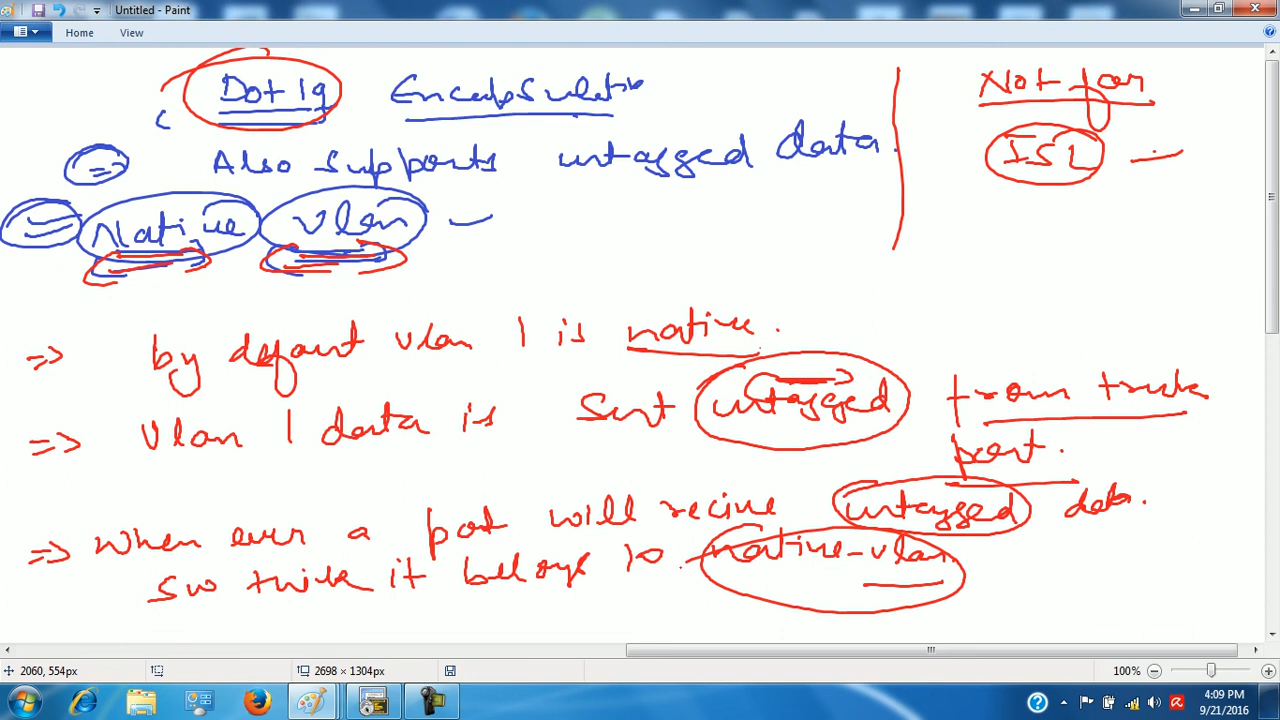 Untitled - Paint
Home View
Dot1q Encapsulation
Not for
ISL
=> Also supports untagged data.
Native Vlan
=> by default vlan 1 is native.
=> Vlan 1 data is sent untagged from trunk
port.
=> When ever a port will recive untagged data.
SW think it belongs to native-vlan
2060, 554px
2698 × 1304px
100%
4:09 PM
9/21/2016